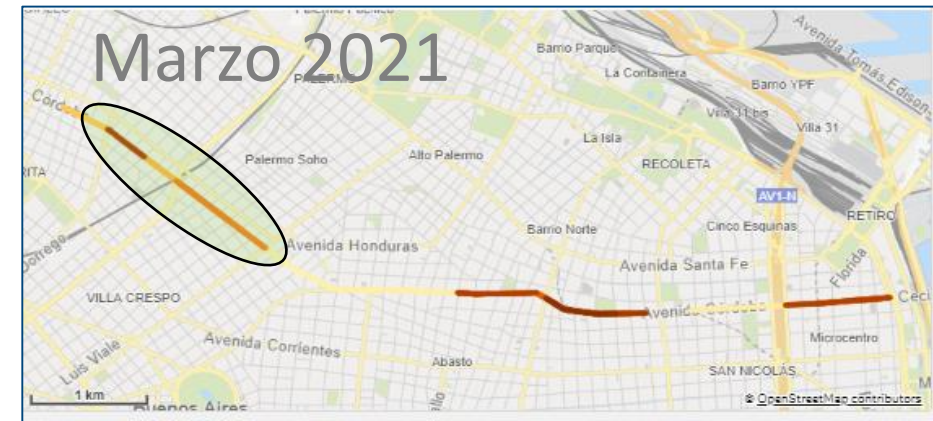 Marzo 2021
PALERMO
Barrio Parque
La Containera
Avenida Tomás Edison
Barrio YPF
Villa 31 bis
Villa 31
La Isla
Palermo Soho
Alto Palermo
RECOLETA
AV1-N
RETIRO
Barrio Norte
Cinco Esquinas
Florida
Avenida Honduras
Avenida Santa Fe
Dorrego
VILLA CRESPO
Avenida Córdoba
Ceci
Microcentro
Avenida Corrientes
Luis Viale
Abasto
SAN NICOLÁS
1 km
Buenos Aires
© OpenStreetMap contributors